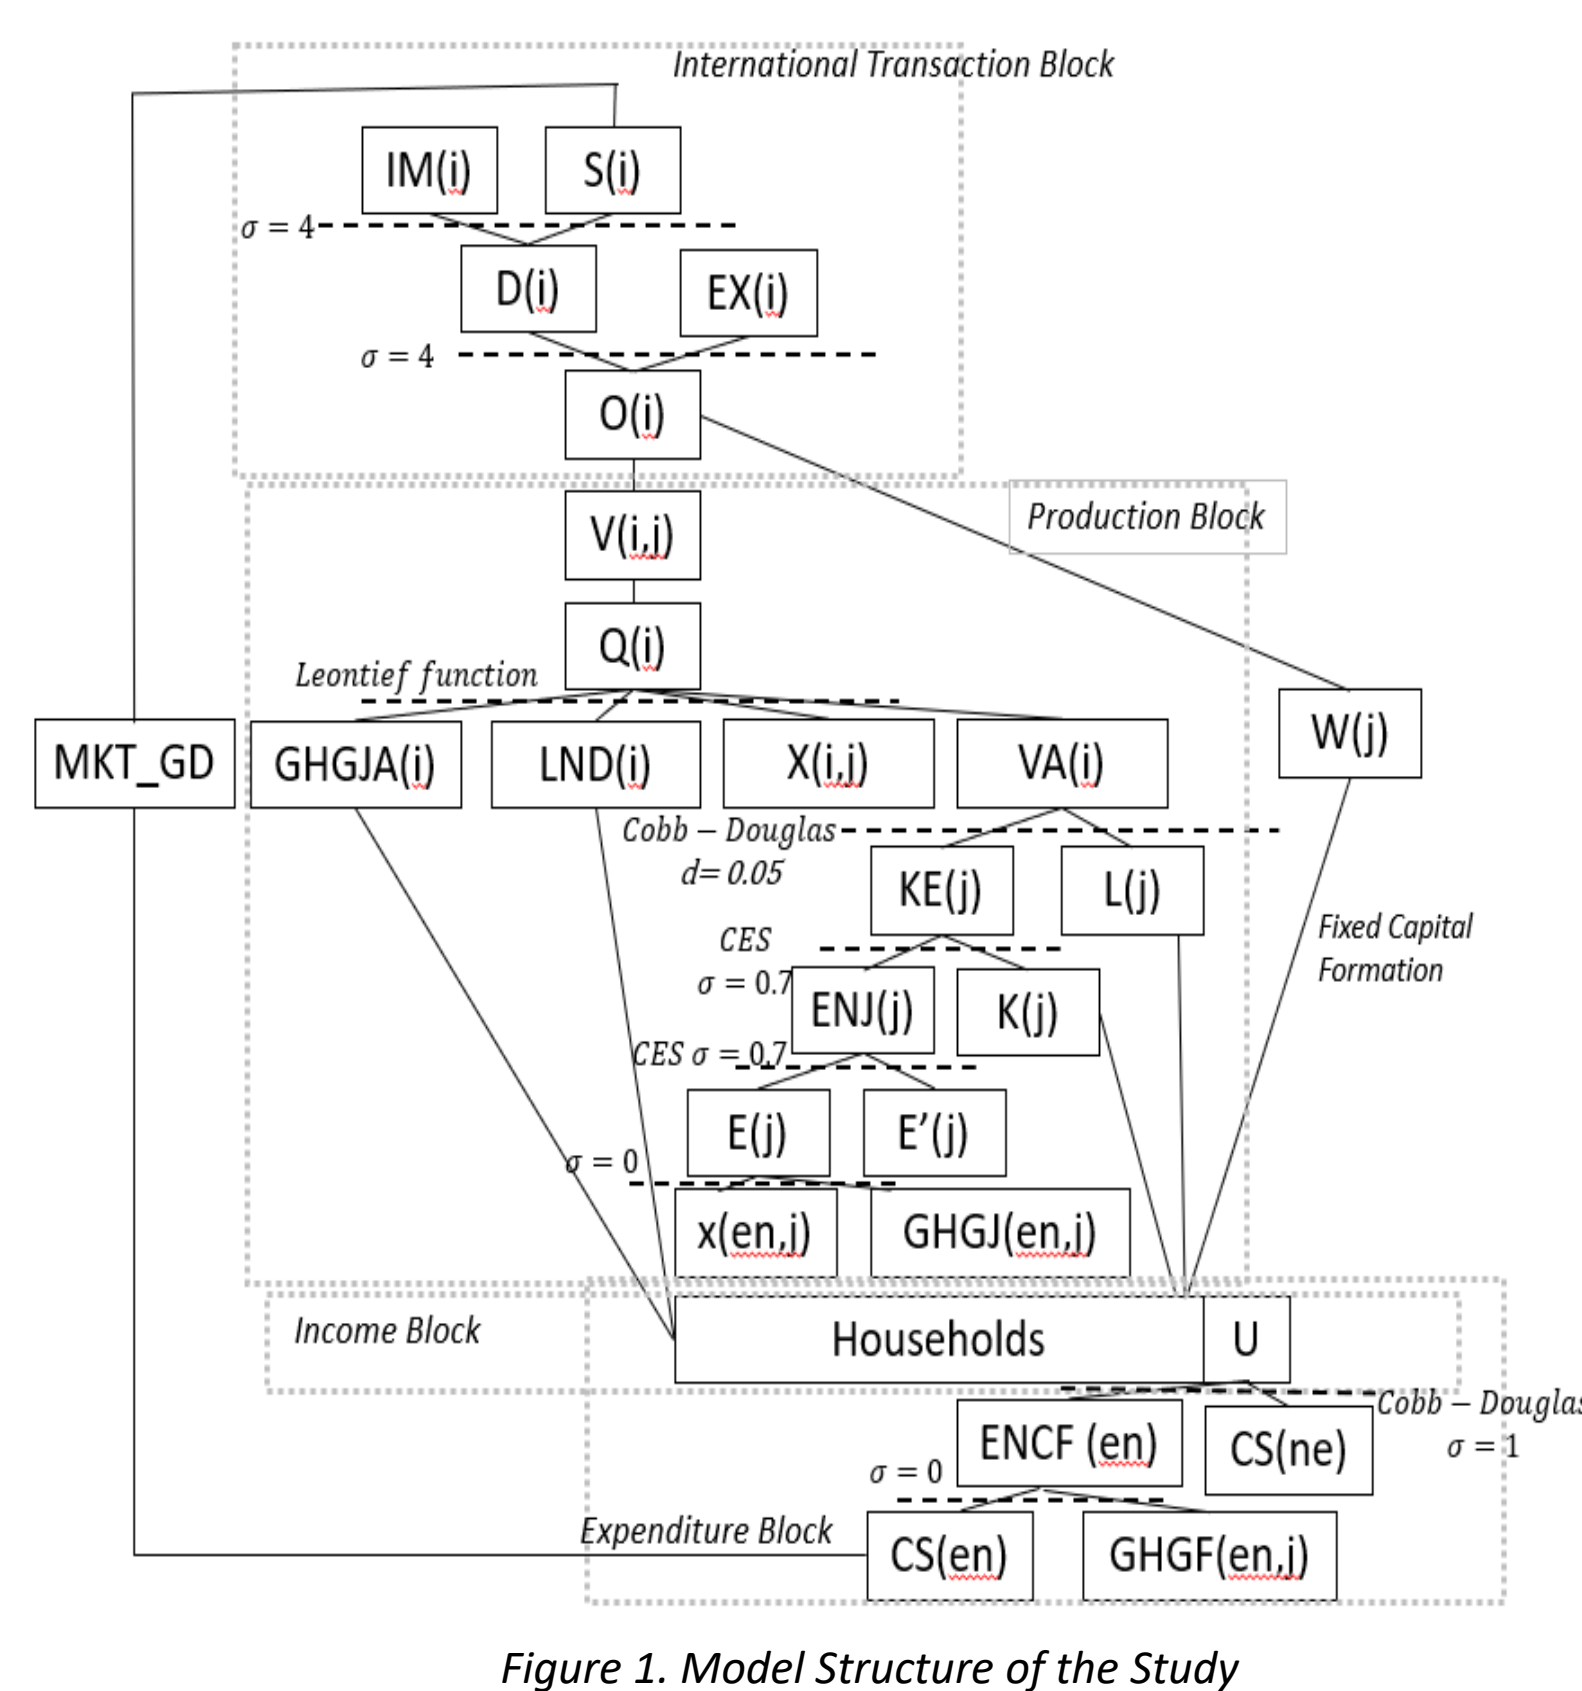 International Transaction Block
IM(i)
S(i)
σ = 4
D(i)
EX(i)
σ = 4
O(i)
V(i,j)
Production Block
Q(i)
Leontief function
W(j)
MKT_GD
GHGJA(i)
LND(i)
X(i,j)
VA(i)
Cobb – Douglas
d= 0.05
KE(j)
L(j)
CES
σ = 0.7
Fixed Capital
Formation
ENJ(j)
K(j)
CES σ = 0.7
E(j)
E’(j)
σ = 0
x(en,j)
GHGJ(en,j)
Income Block
Households
U
Cobb – Douglas
σ = 1
ENCF (en)
CS(ne)
σ = 0
Expenditure Block
CS(en)
GHGF(en,j)
Figure 1. Model Structure of the Study